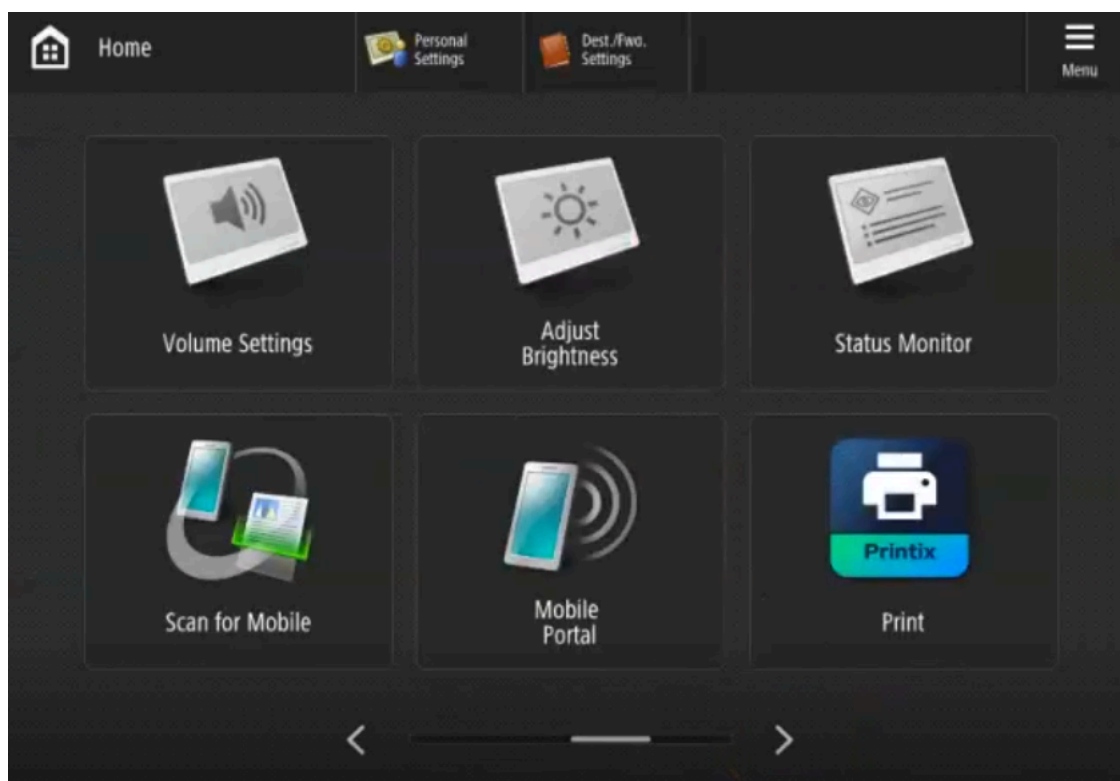 Home
Personal
Settings
Dest./Fwd.
Settings
Menu
Volume Settings
Adjust
Brightness
Status Monitor
Scan for Mobile
Mobile
Portal
Printix
Print